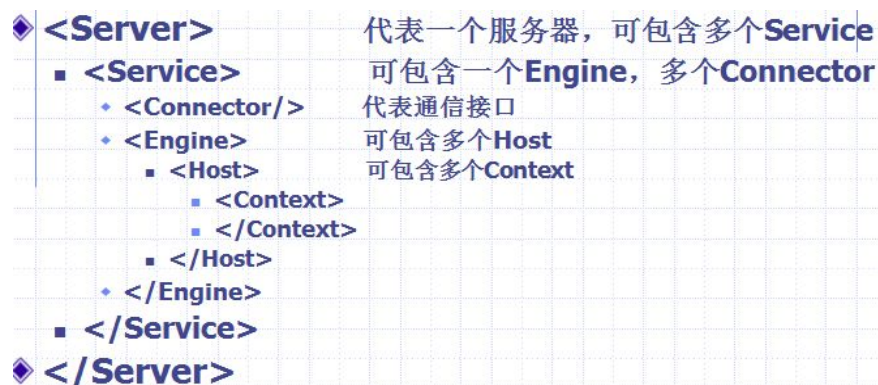 <Server> 代表一个服务器，可包含多个Service
<Service> 可包含一个Engine，多个Connector
<Connector/> 代表通信接口
<Engine> 可包含多个Host
<Host> 可包含多个Context
<Context>
</Context>
</Host>
</Engine>
</Service>
</Server>